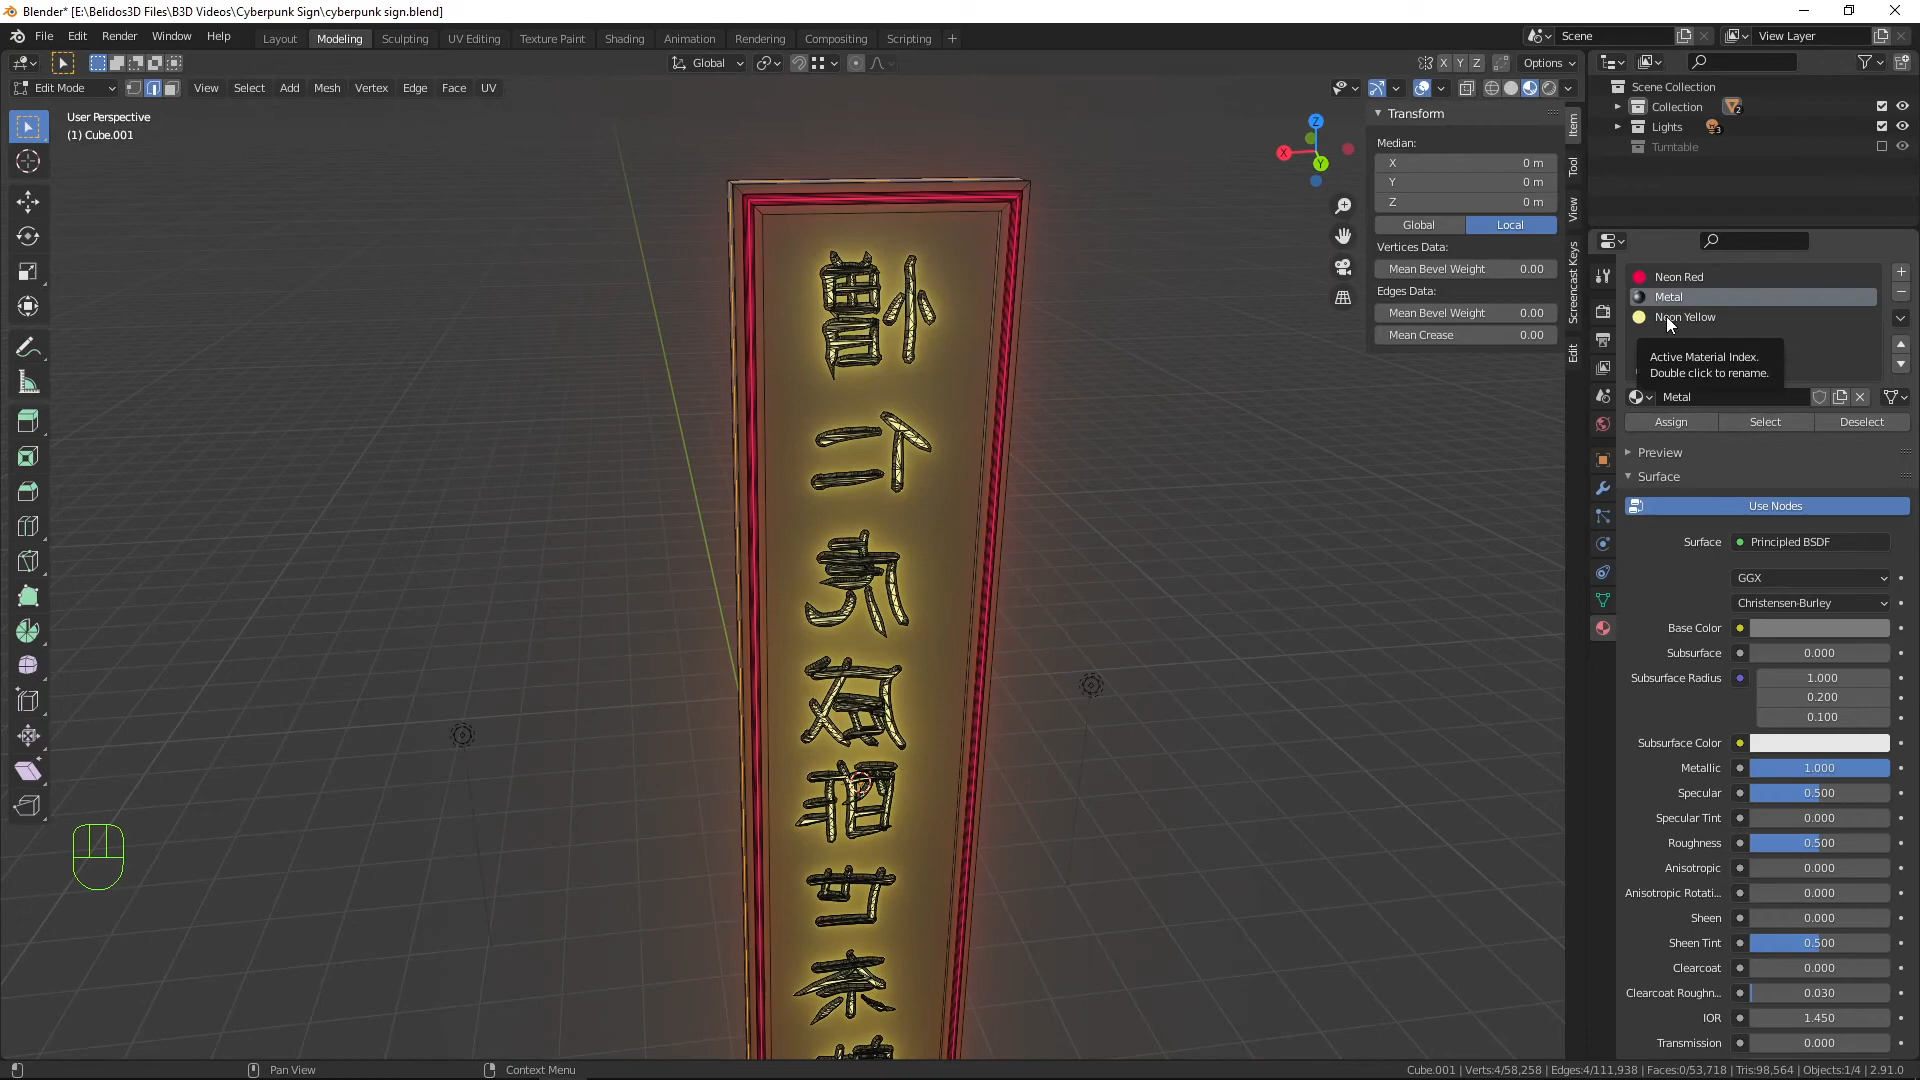 Blender* [E:\Belidos3D Files\B3D Videos\Cyberpunk Sign\cyberpunk sign.blend]
File Edit Render Window Help
Layout Modeling Sculpting UV Editing Texture Paint Shading Animation Rendering Compositing Scripting +
Scene
View Layer
Global
X Y Z
Options
Edit Mode
View Select Add Mesh Vertex Edge Face UV
User Perspective
(1) Cube.001
Z
X
Y
Transform
Median:
X 0 m
Y 0 m
Z 0 m
Global Local
Vertices Data:
Mean Bevel Weight 0.00
Edges Data:
Mean Bevel Weight 0.00
Mean Crease 0.00
Item
Tool
View
Screencast Keys
Edit
Scene Collection
Collection 2
Lights 3
Turntable
Neon Red
Metal
Neon Yellow
Active Material Index.
Double click to rename.
Metal
Assign Select Deselect
Preview
Surface
Use Nodes
Surface Principled BSDF
GGX
Christensen-Burley
Base Color
Subsurface 0.000
Subsurface Radius 1.000
0.200
0.100
Subsurface Color
Metallic 1.000
Specular 0.500
Specular Tint 0.000
Roughness 0.500
Anisotropic 0.000
Anisotropic Rotati... 0.000
Sheen 0.000
Sheen Tint 0.500
Clearcoat 0.000
Clearcoat Roughn... 0.030
IOR 1.450
Transmission 0.000
Pan View
Context Menu
Cube.001 | Verts:4/58,258 | Edges:4/111,938 | Faces:0/53,718 | Tris:98,564 | Objects:1/4 | 2.91.0